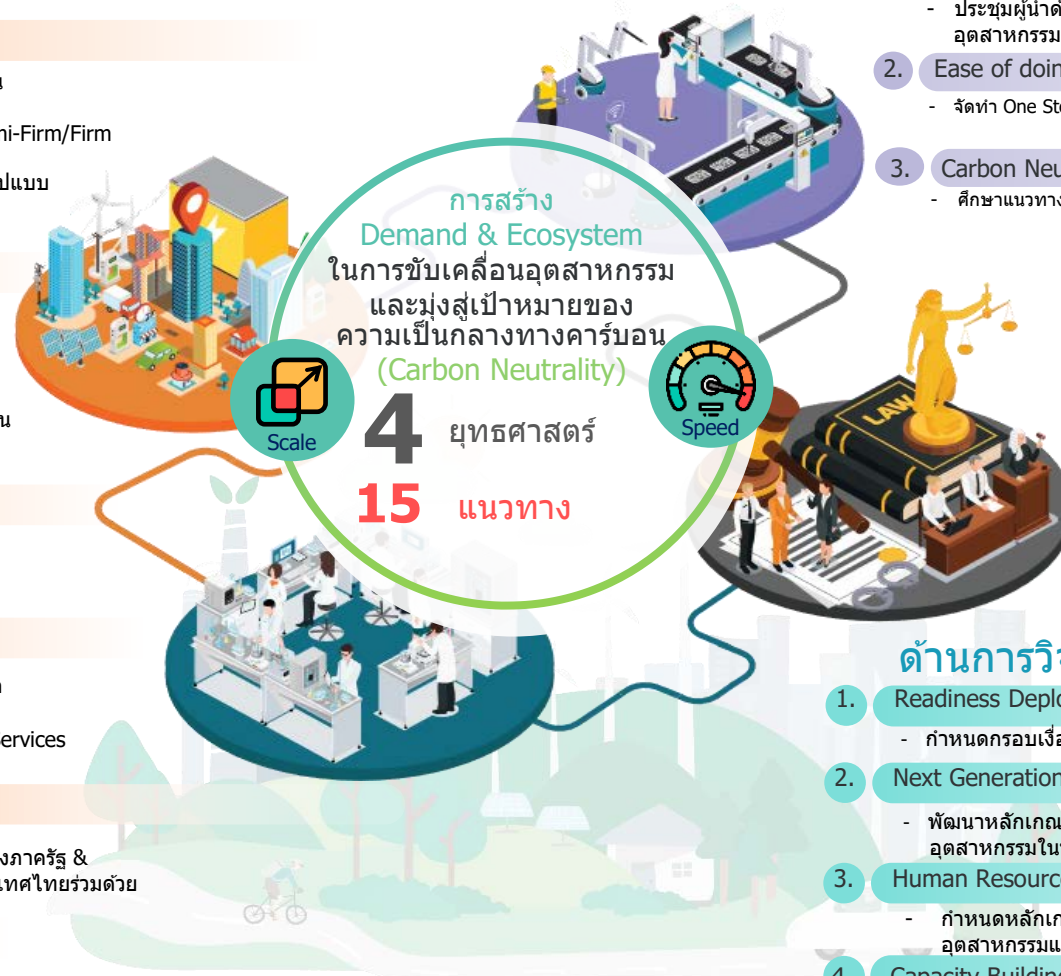 ni-Firm/Firm
ปแบบ
น
ervices
งภาครัฐ &
เทศไทยร่วมด้วย
การสร้าง
Demand & Ecosystem
ในการขับเคลื่อนอุตสาหกรรม
และมุ่งสู่เป้าหมายของ
ความเป็นกลางทางคาร์บอน
(Carbon Neutrality)
4 ยุทธศาสตร์
15 แนวทาง
Scale
Speed
LAW
- ประชุมผู้นำด้
อุตสาหกรรม
2. Ease of doin
- จัดทำ One St
3. Carbon Neu
- ศึกษาแนวทาง
ด้านการวิจ
1. Readiness Deplo
- กำหนดกรอบเงื่อ
2. Next Generation
- พัฒนาหลักเกณ
อุตสาหกรรมใน
3. Human Resourc
- กำหนดหลักเก
อุตสาหกรรมแ
4. Capacity Buildin